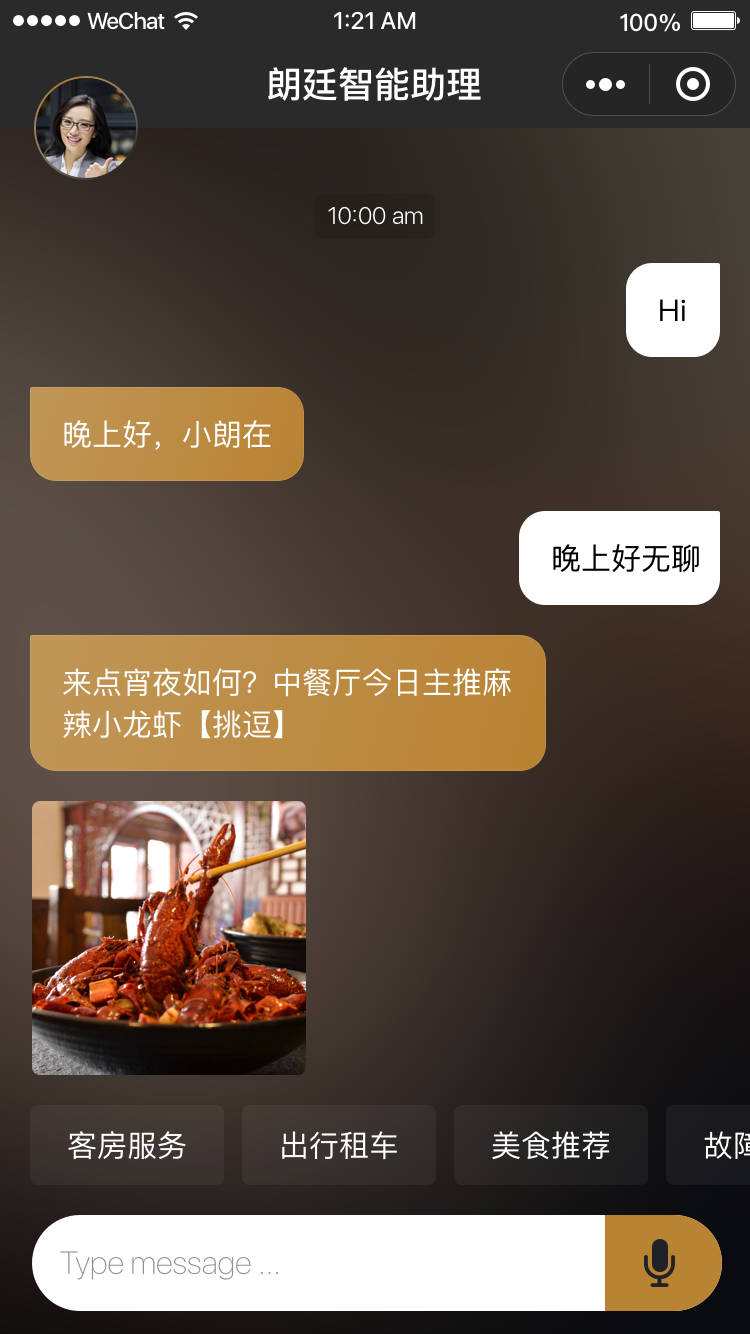 WeChat 1:21 AM 100%
朗廷智能助理
10:00 am
Hi
晚上好，小朗在
晚上好无聊
来点宵夜如何？中餐厅今日主推麻
辣小龙虾【挑逗】
客房服务 出行租车 美食推荐 故
Type message ...